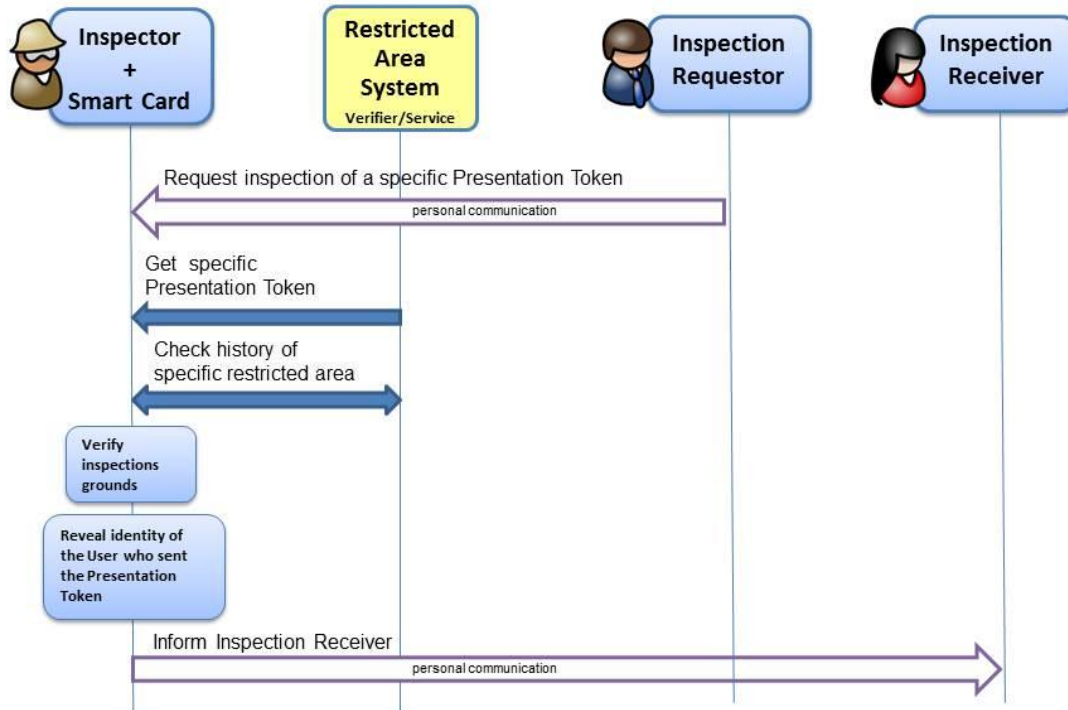 Inspector
+
Smart Card
Restricted
Area
System
Verifier/Service
Inspection
Requestor
Inspection
Receiver
Request inspection of a specific Presentation Token
personal communication
Get specific
Presentation Token
Check history of
specific restricted area
Verify
inspections
grounds
Reveal identity of
the User who sent
the Presentation
Token
Inform Inspection Receiver
personal communication